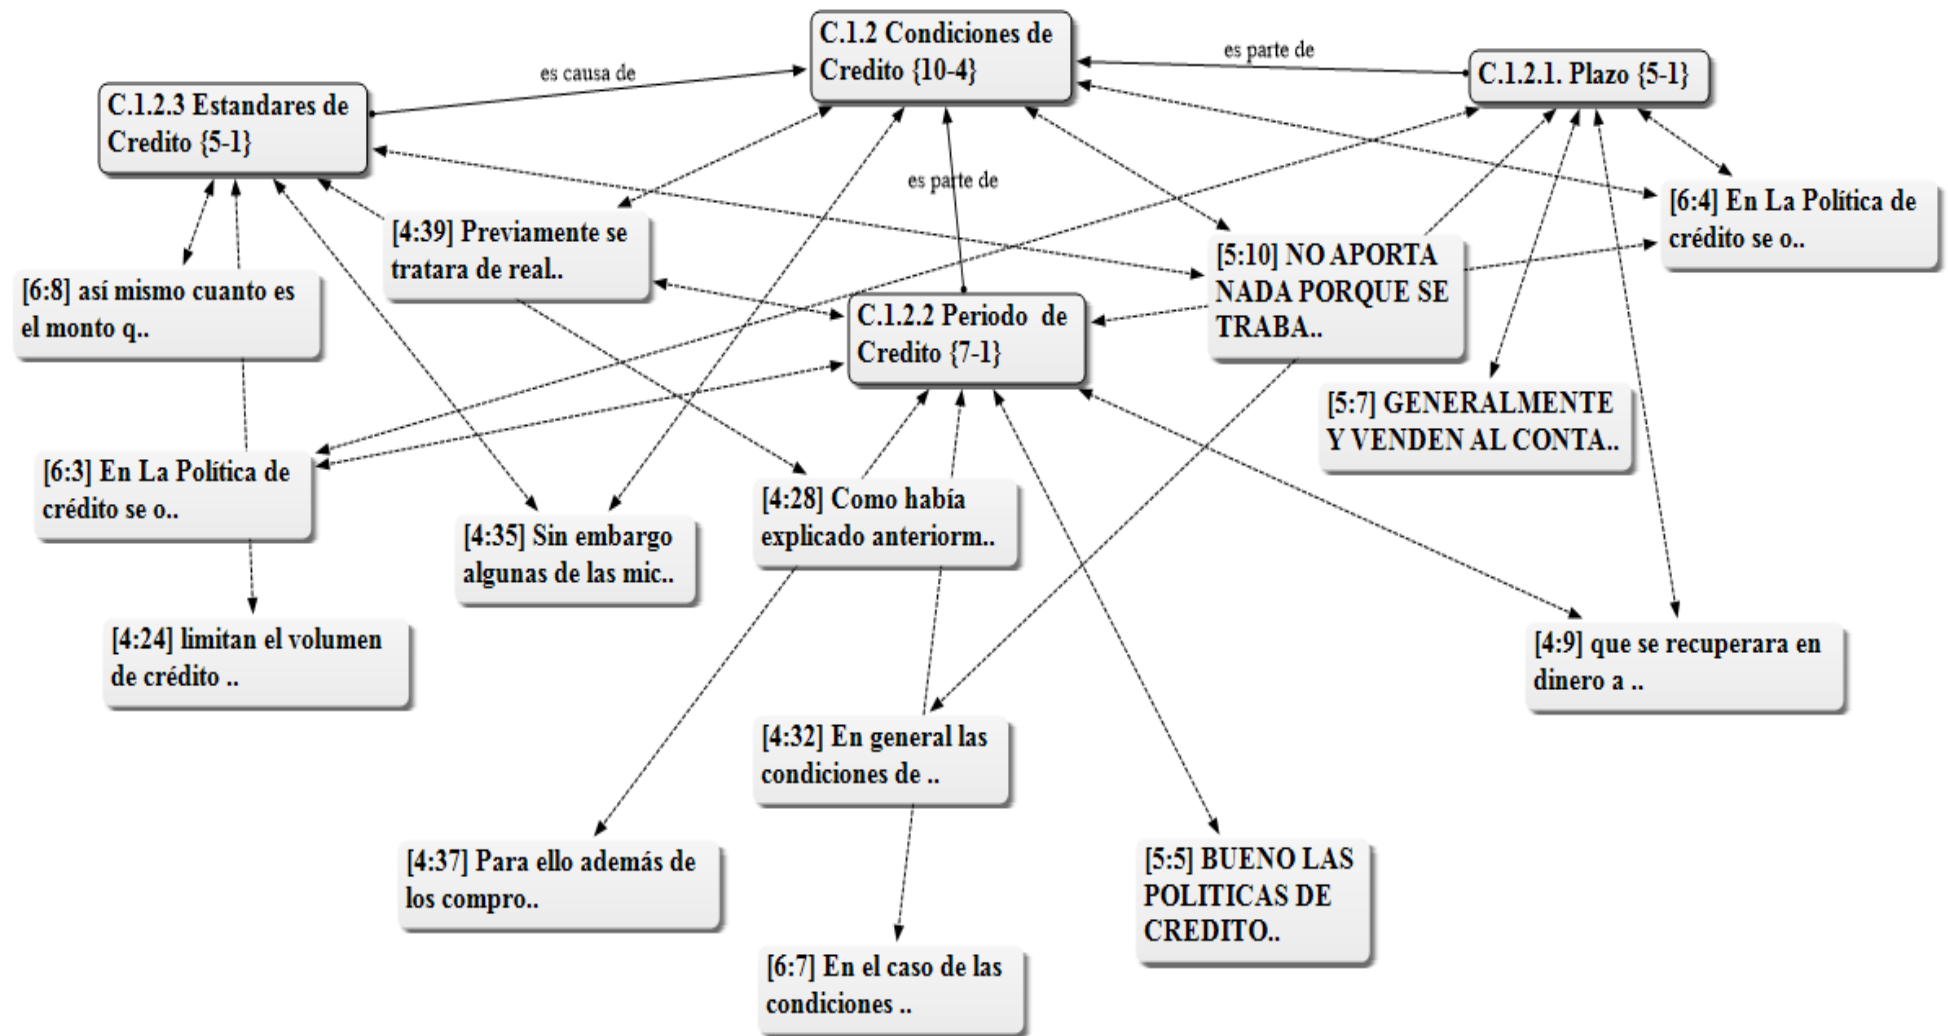 C.1.2 Condiciones de
Credito {10-4}
es parte de
C.1.2.1. Plazo {5-1}
es causa de
C.1.2.3 Estandares de
Credito {5-1}
es parte de
[6:4] En La Política de
crédito se o..
[4:39] Previamente se
tratara de real..
[5:10] NO APORTA
NADA PORQUE SE
TRABA..
[6:8] así mismo cuanto es
el monto q..
C.1.2.2 Periodo de
Credito {7-1}
[5:7] GENERALMENTE
Y VENDEN AL CONTA..
[6:3] En La Política de
crédito se o..
[4:28] Como había
explicado anteriorm..
[4:35] Sin embargo
algunas de las mic..
[4:24] limitan el volumen
de crédito ..
[4:9] que se recuperara en
dinero a ..
[4:32] En general las
condiciones de ..
[4:37] Para ello además de
los compro..
[5:5] BUENO LAS
POLITICAS DE
CREDITO..
[6:7] En el caso de las
condiciones ..